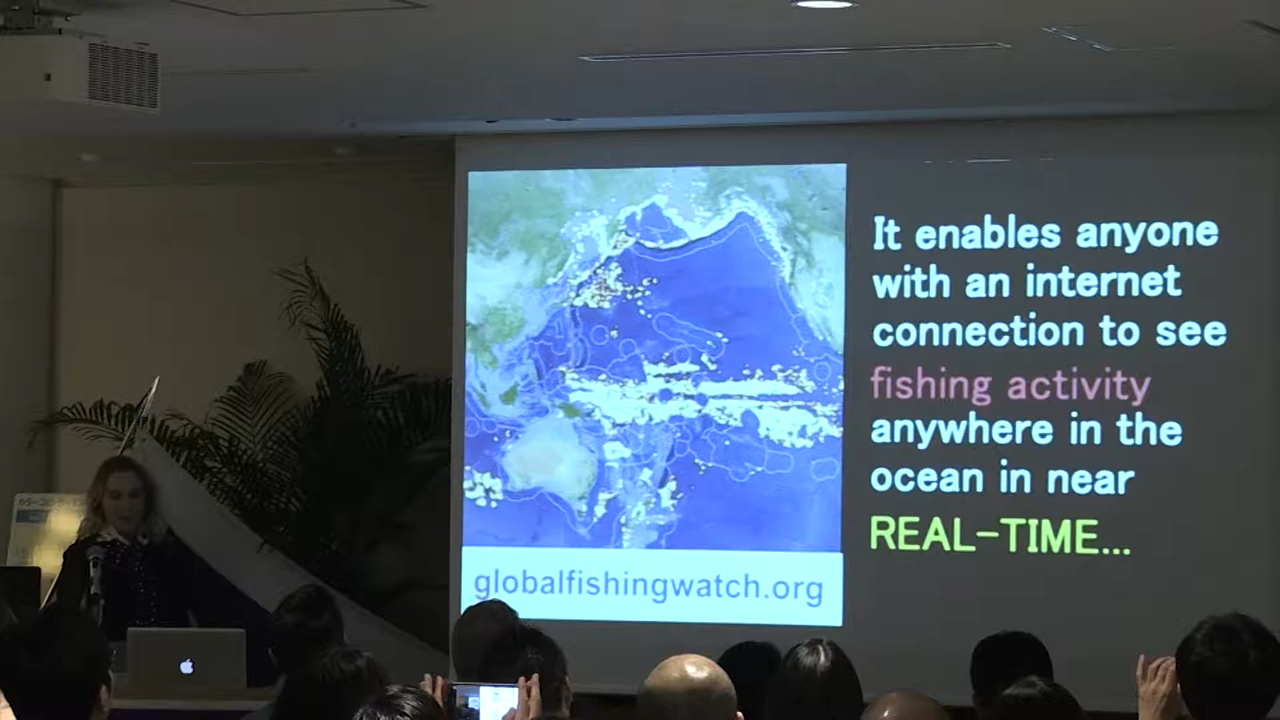 It enables anyone
with an internet
connection to see
fishing activity
anywhere in the
ocean in near
REAL-TIME...
globalfishingwatch.org